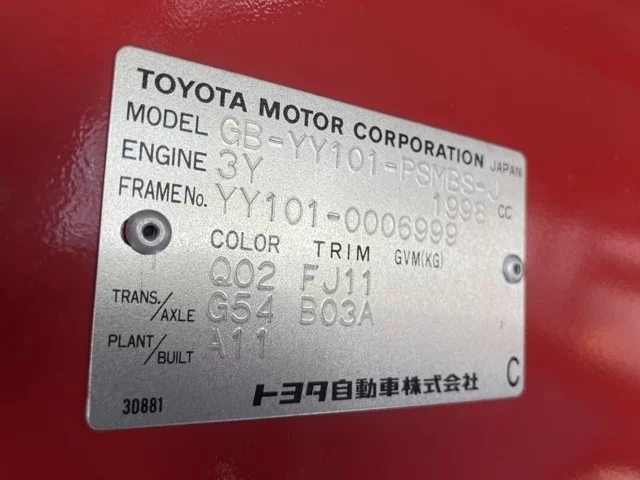 TOYOTA MOTOR CORPORATION JAPAN
MODEL GB-YY101-PSMBS-J
ENGINE 3Y 1998 CC
FRAME No. YY101-0006999
COLOR TRIM GVM(KG)
Q02 FJ11
TRANS./AXLE G54 B03A
PLANT/BUILT A11
トヨタ自動車株式会社 C
30881